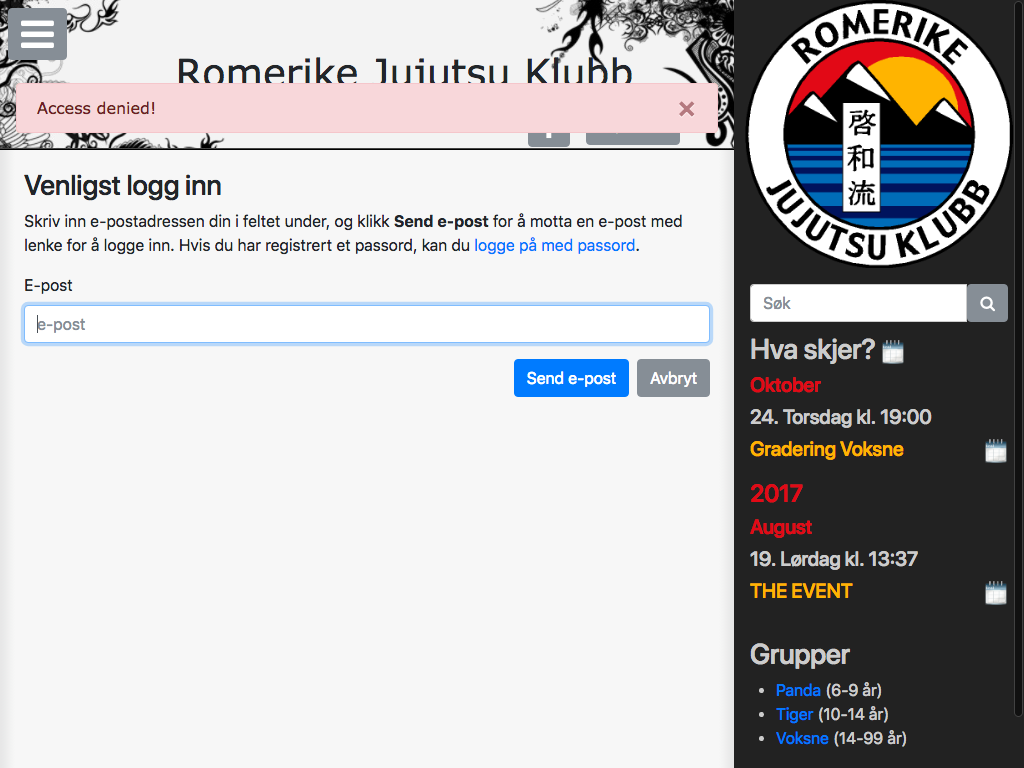 Romerike Jujutsu Klubb
Access denied!
×
Venligst logg inn
Skriv inn e-postadressen din i feltet under, og klikk Send e-post for å motta en e-post med
lenke for å logge inn. Hvis du har registrert et passord, kan du logge på med passord.
E-post
e-post
Send e-post
Avbryt
ROMERIKE
啓
和
流
JUJUTSU KLUBB
Søk
Hva skjer?
Oktober
24. Torsdag kl. 19:00
Gradering Voksne
2017
August
19. Lørdag kl. 13:37
THE EVENT
Grupper
• Panda (6-9 år)
• Tiger (10-14 år)
• Voksne (14-99 år)